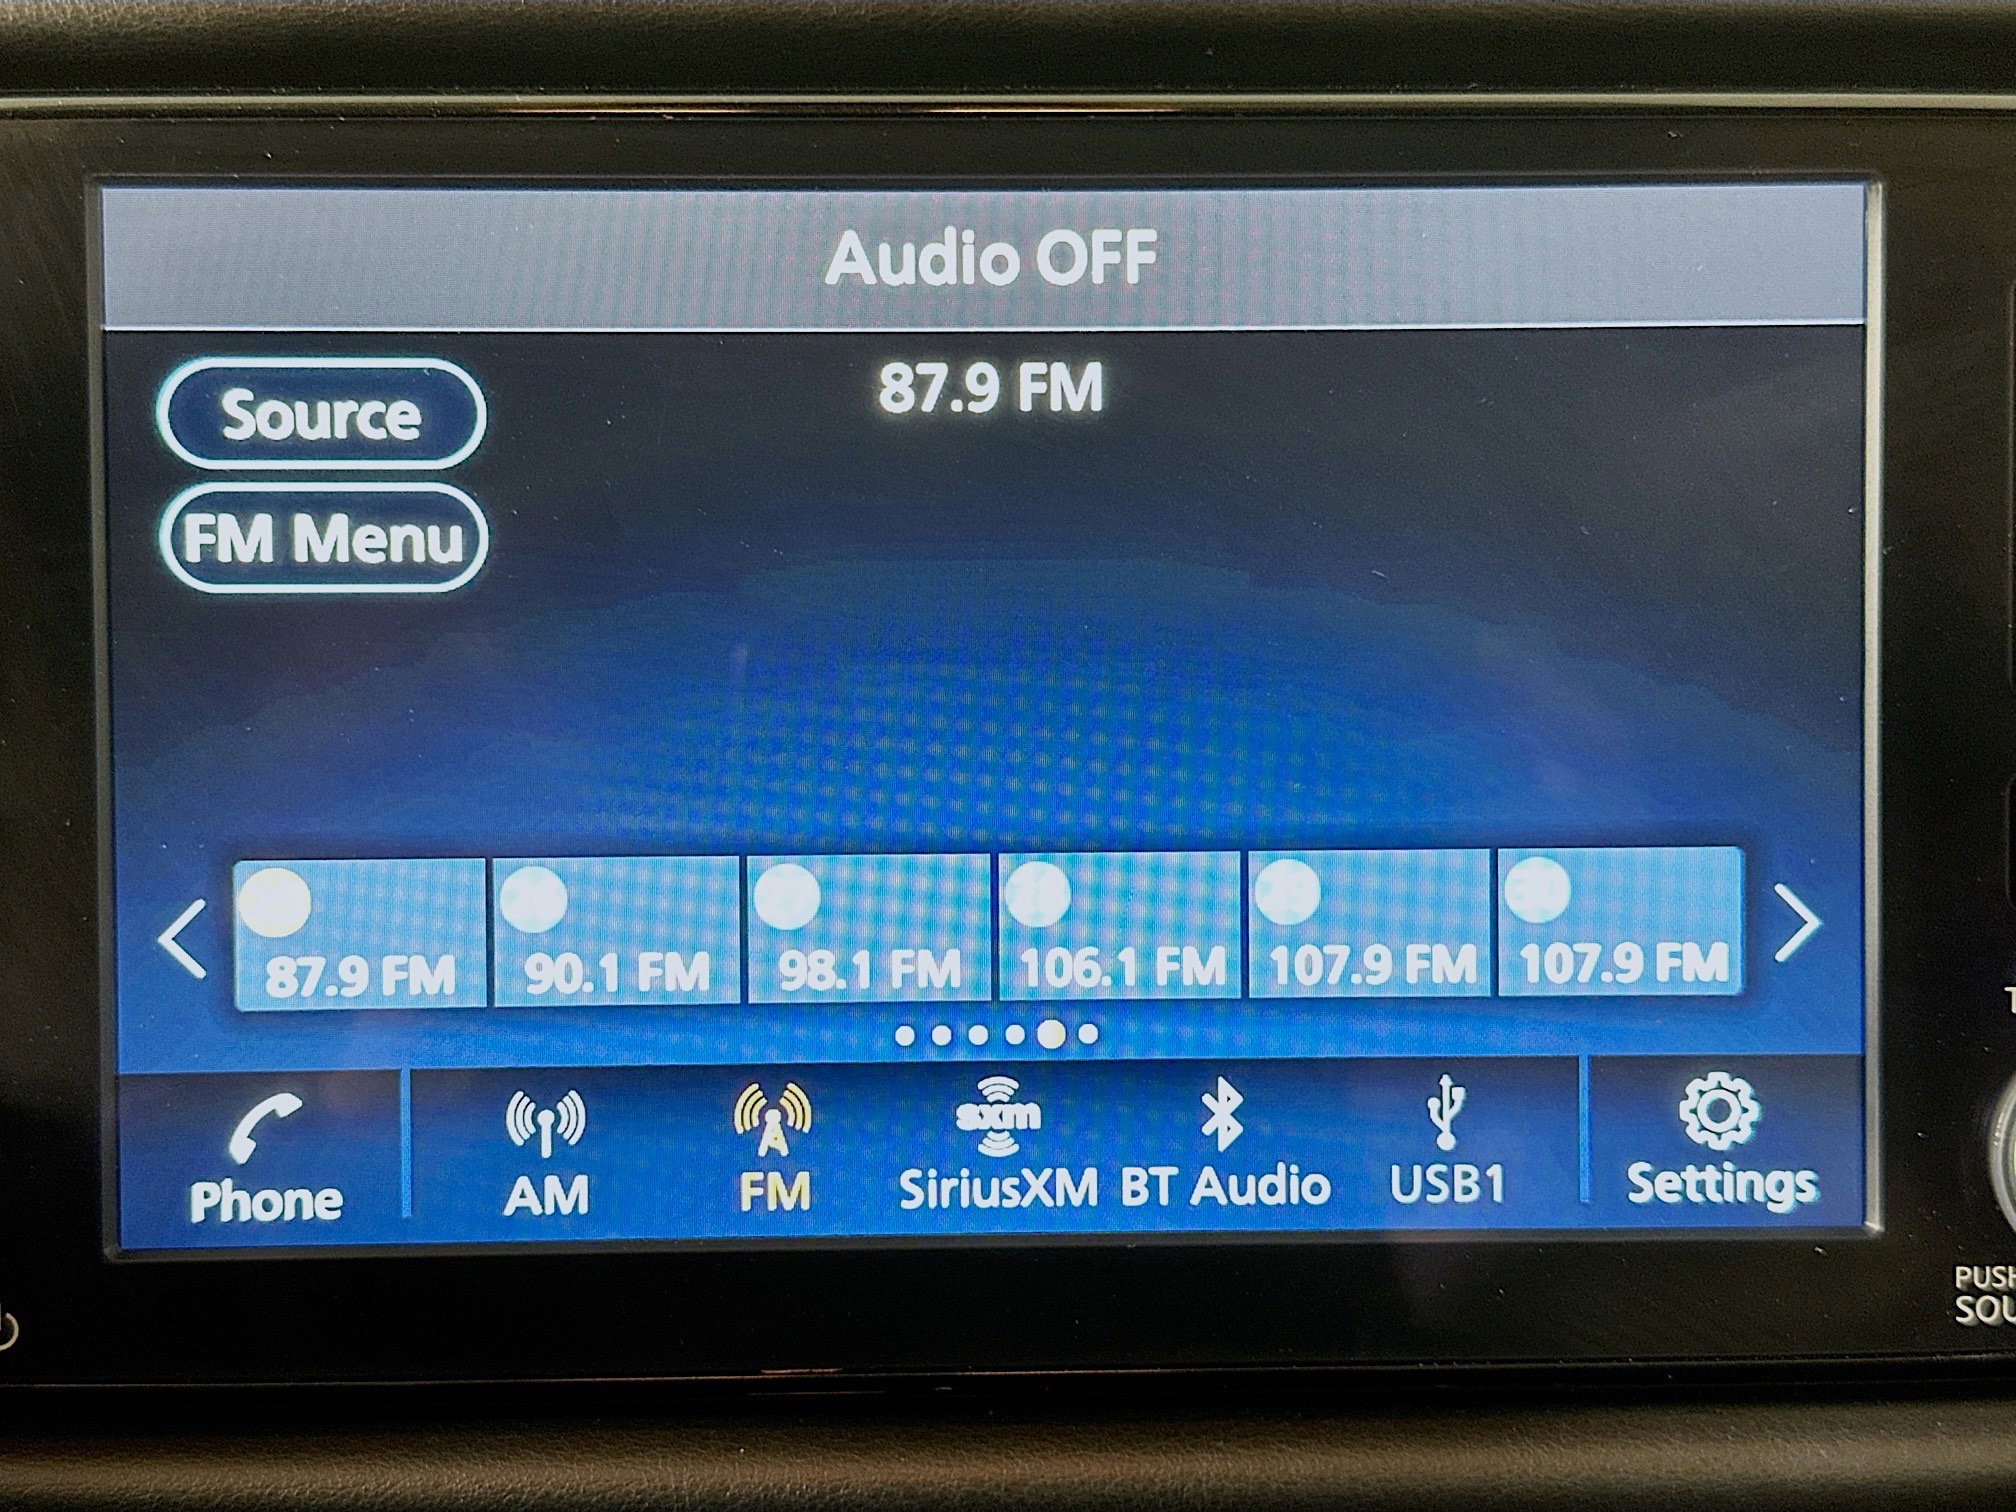 Audio OFF
87.9 FM
Source
FM Menu
87.9 FM 90.1 FM 98.1 FM 106.1 FM 107.9 FM 107.9 FM
sxm
Phone AM FM SiriusXM BT Audio USB1 Settings